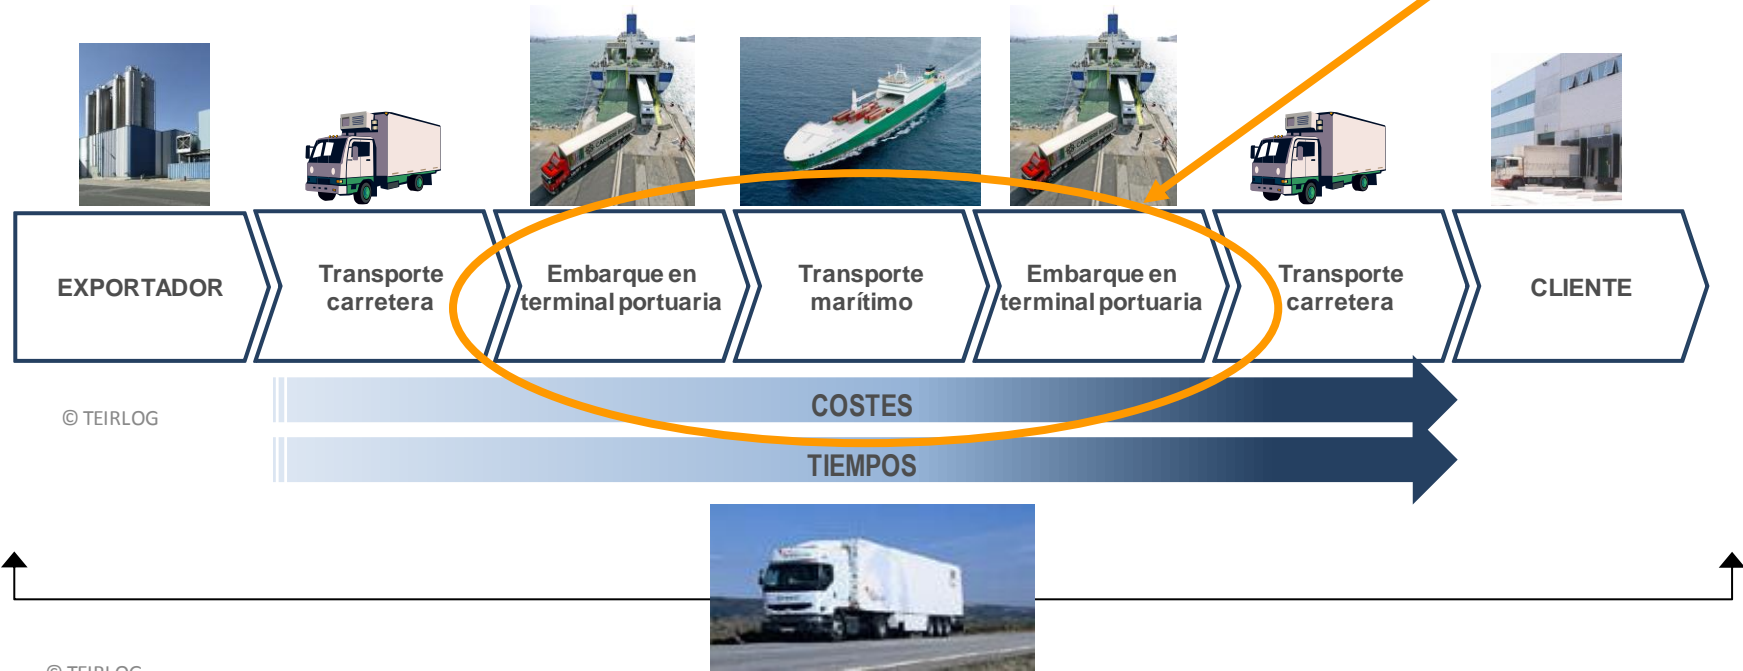 EXPORTADOR
Transporte
carretera
Embarque en
terminal portuaria
Transporte
marítimo
Embarque en
terminal portuaria
Transporte
carretera
CLIENTE
COSTES
© TEIRLOG
TIEMPOS
© TEIRLOG